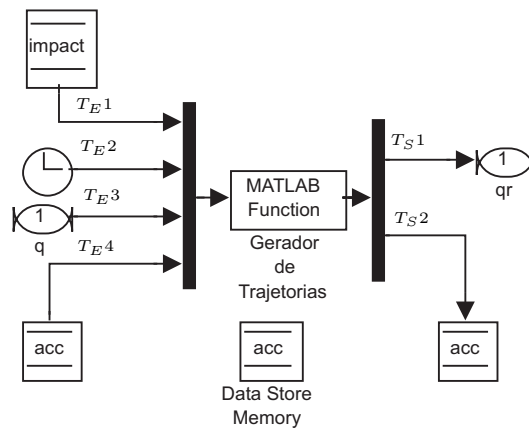 impact
T_E1
T_E2
T_E3
T_E4
1
q
acc
MATLAB
Function
Gerador
de
Trajetorias
acc
Data Store
Memory
T_S1
T_S2
1
qr
acc